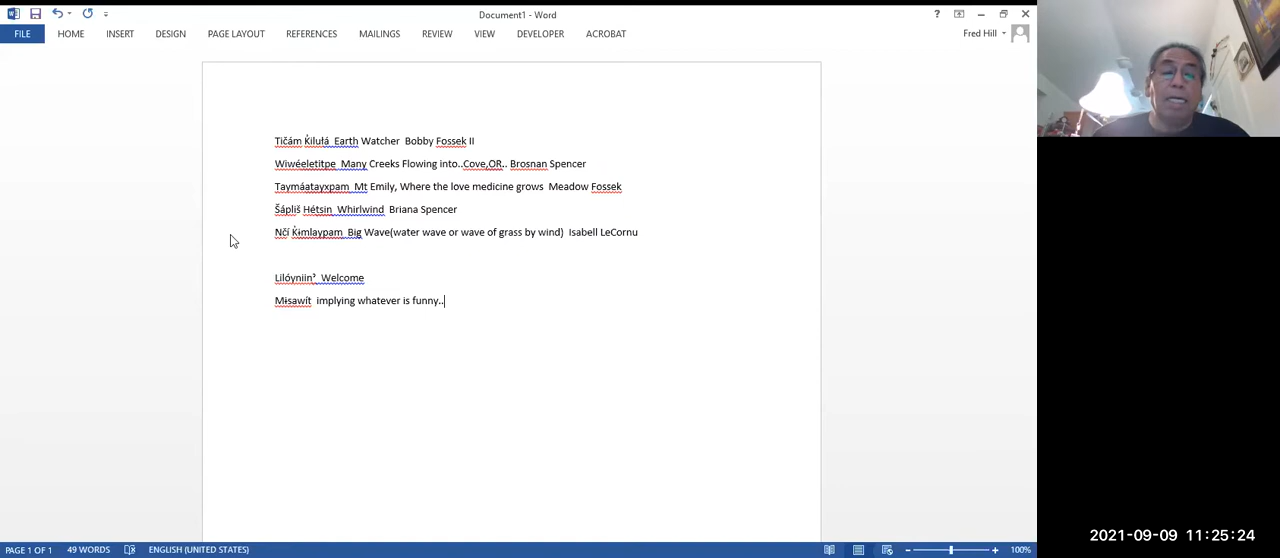 Document1 - Word
FILE HOME INSERT DESIGN PAGE LAYOUT REFERENCES MAILINGS REVIEW VIEW DEVELOPER ACROBAT Fred Hill
Tičám K̓iłułá Earth Watcher Bobby Fossek II
Wiwéeletitpe Many Creeks Flowing into..Cove,OR.. Brosnan Spencer
Taymáatayxpam Mt Emily, Where the love medicine grows Meadow Fossek
Šápliš Hétsin Whirlwind Briana Spencer
Nčí K̓ɨmlaypam Big Wave(water wave or wave of grass by wind) Isabell LeCornu
Lilóyniinˀ Welcome
Mɨsawít implying whatever is funny..
PAGE 1 OF 1 49 WORDS ENGLISH (UNITED STATES) 100%
2021-09-09 11:25:24